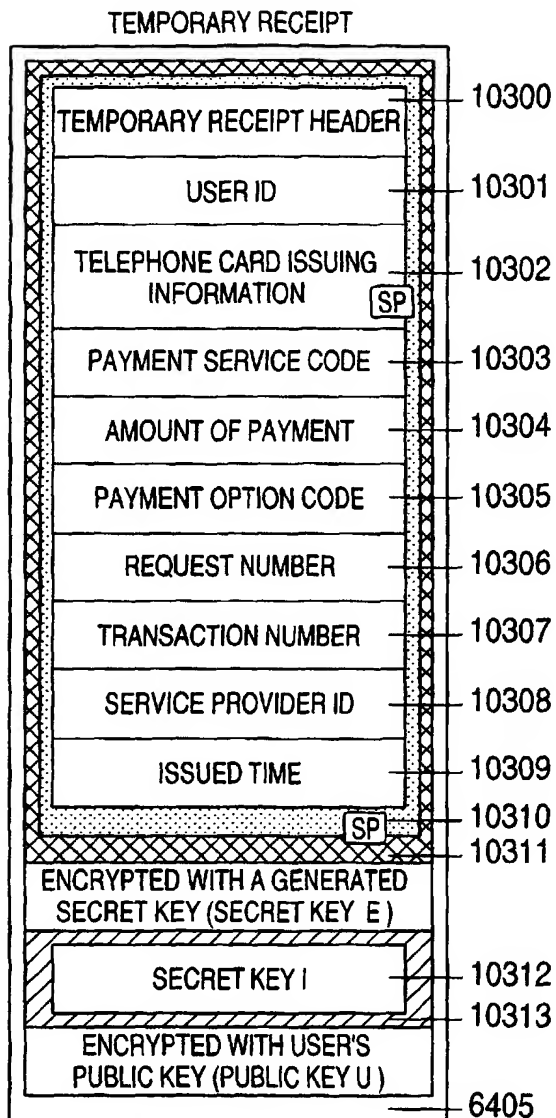 TEMPORARY RECEIPT
TEMPORARY RECEIPT HEADER
10300
USER ID
10301
TELEPHONE CARD ISSUING
INFORMATION
10302
SP
PAYMENT SERVICE CODE
10303
AMOUNT OF PAYMENT
10304
PAYMENT OPTION CODE
10305
REQUEST NUMBER
10306
TRANSACTION NUMBER
10307
SERVICE PROVIDER ID
10308
ISSUED TIME
10309
SP
10310
10311
ENCRYPTED WITH A GENERATED
SECRET KEY (SECRET KEY E)
SECRET KEY I
10312
10313
ENCRYPTED WITH USER'S
PUBLIC KEY (PUBLIC KEY U)
6405